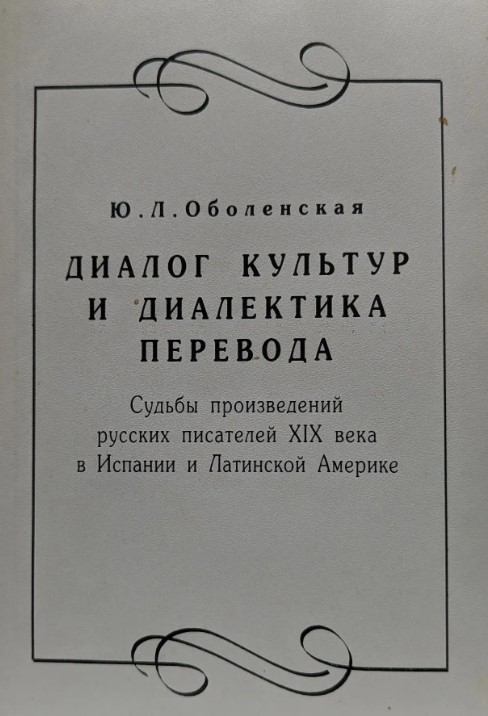 Ю.Л.Оболенская
ДИАЛОГ КУЛЬТУР
И ДИАЛЕКТИКА
ПЕРЕВОДА
Судьбы произведений
русских писателей XIX века
в Испании и Латинской Америке